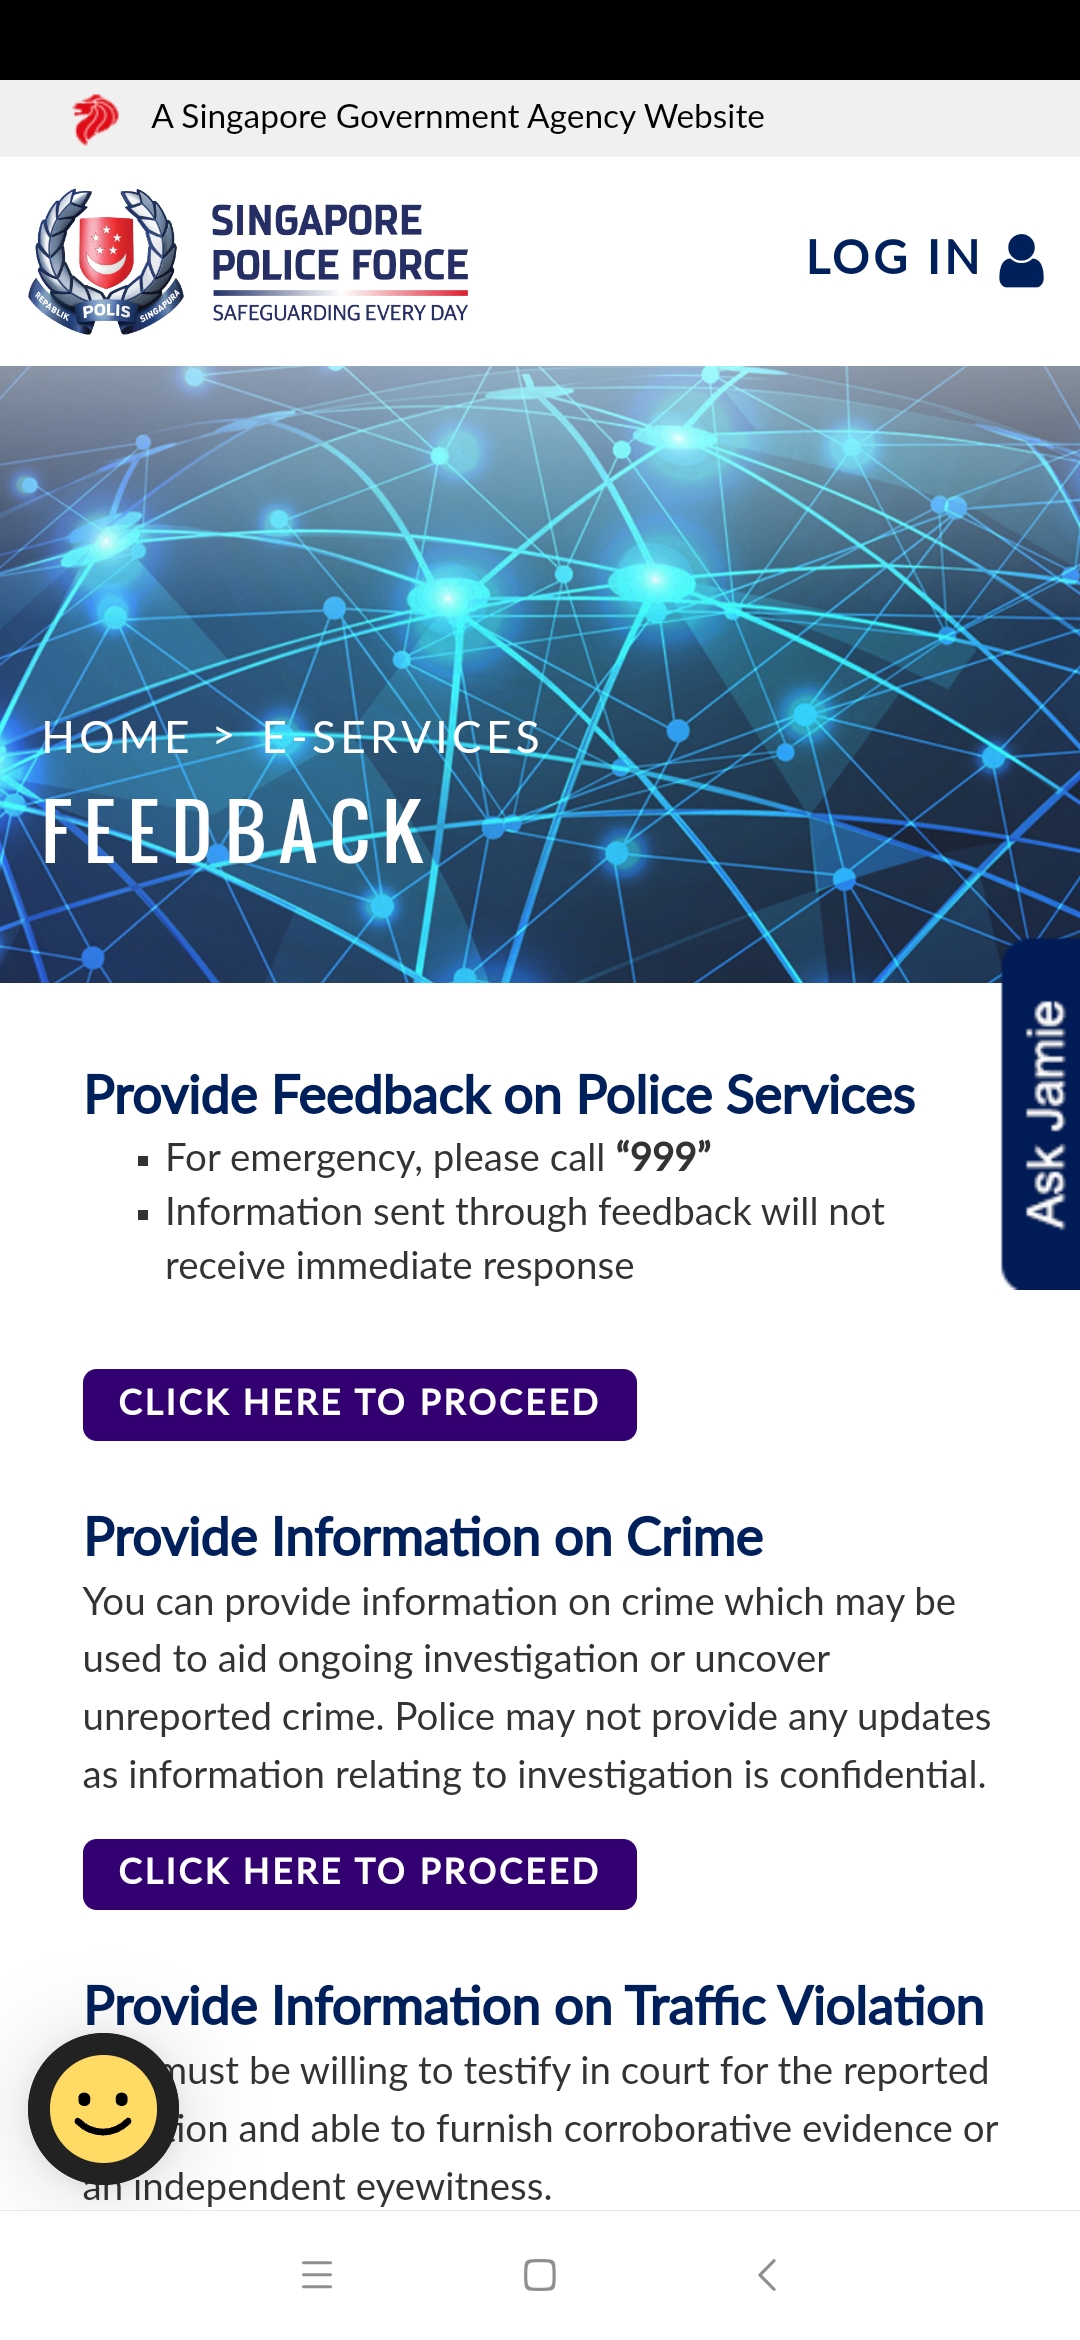 A Singapore Government Agency Website
SINGAPORE
POLICE FORCE
SAFEGUARDING EVERY DAY
REPABLIK POLIS SINGAPURA
LOG IN
HOME > E-SERVICES
FEEDBACK
Ask Jamie
Provide Feedback on Police Services
▪ For emergency, please call “999”
▪ Information sent through feedback will not
receive immediate response
CLICK HERE TO PROCEED
Provide Information on Crime
You can provide information on crime which may be
used to aid ongoing investigation or uncover
unreported crime. Police may not provide any updates
as information relating to investigation is confidential.
CLICK HERE TO PROCEED
Provide Information on Traffic Violation
must be willing to testify in court for the reported
and able to furnish corroborative evidence or
an independent eyewitness.